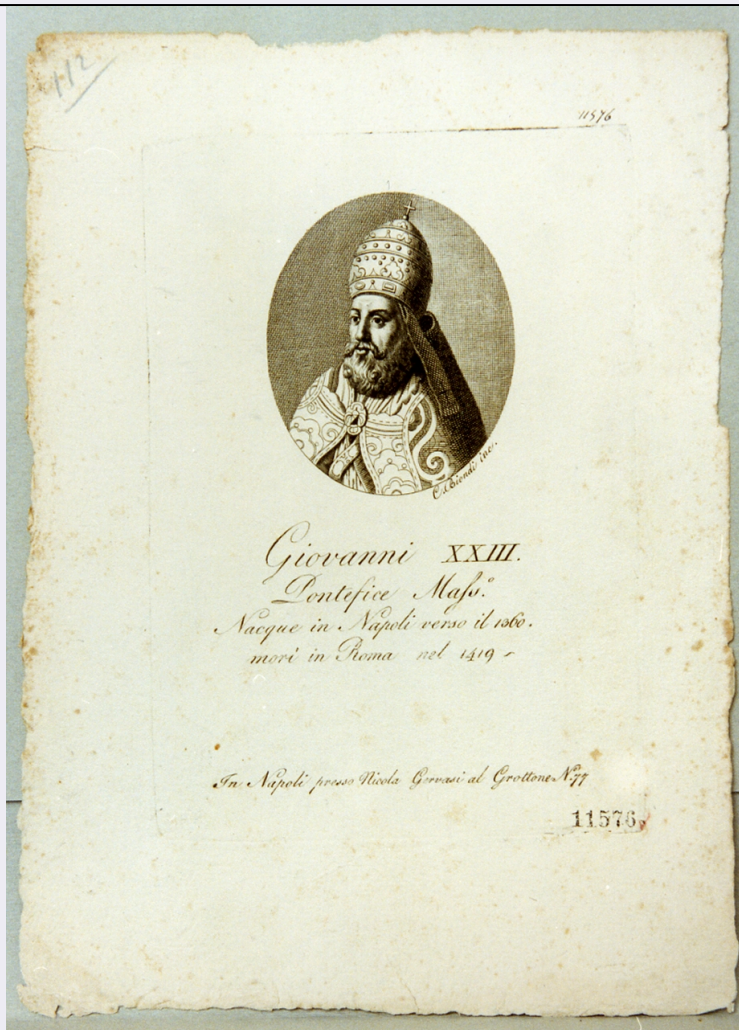 112
11576
C. Biondi inc.
Giovanni XXIII.
Pontefice Mass.º
Nacque in Napoli verso il 1360.
morì in Roma nel 1419 -
In Napoli presso Nicola Gervasi al Grottone Nº 77
11576